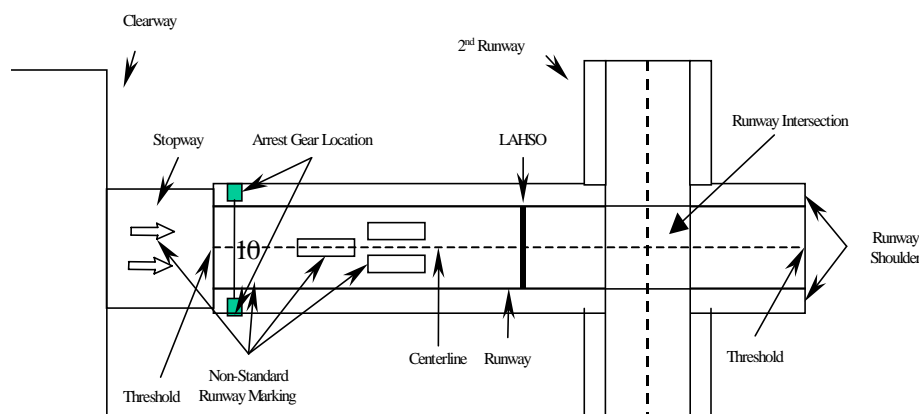 Clearway
2nd Runway
Stopway
Arrest Gear Location
LAHSO
Runway Intersection
10
Runway
Shoulder
Centerline
Runway
Threshold
Non-Standard
Runway Marking
Threshold